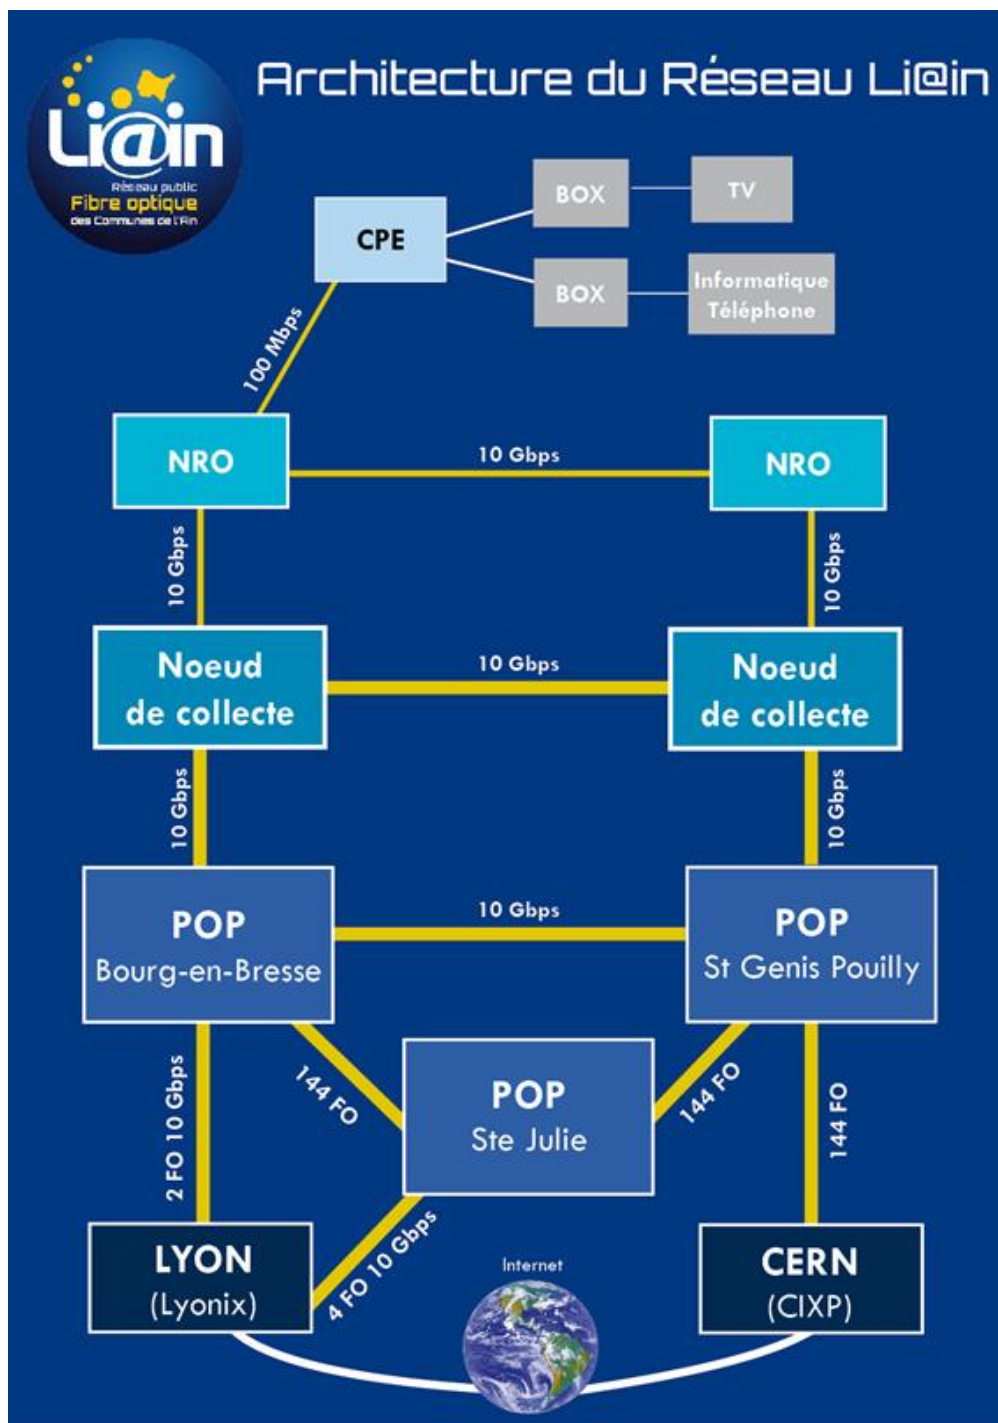 Architecture du Réseau Li@in
Li@in
Réseau public
Fibre optique
des Communes de l'Ain
BOX
TV
CPE
BOX
Informatique
Téléphone
100 Mbps
NRO
10 Gbps
NRO
10 Gbps
10 Gbps
Noeud
de collecte
10 Gbps
Noeud
de collecte
10 Gbps
10 Gbps
POP
Bourg-en-Bresse
10 Gbps
POP
St Genis Pouilly
2 FO 10 Gbps
144 FO
POP
Ste Julie
144 FO
144 FO
LYON
(Lyonix)
4 FO 10 Gbps
Internet
CERN
(CIXP)